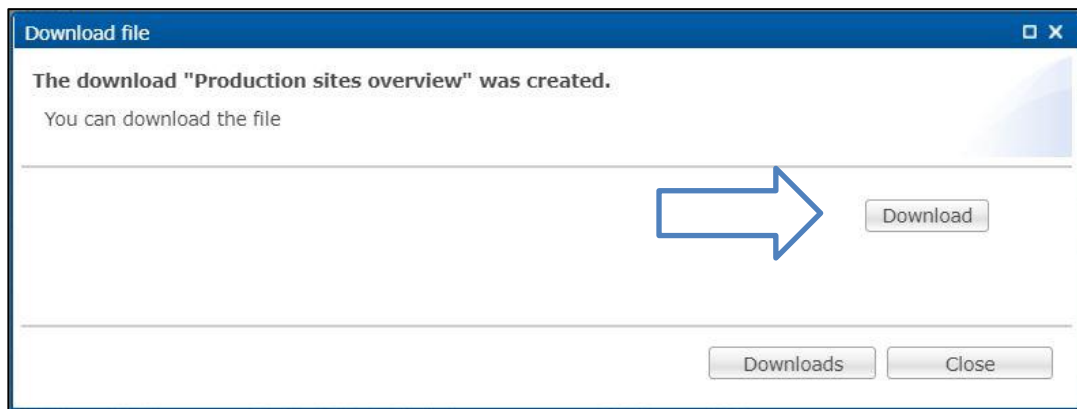 Download file
The download "Production sites overview" was created.
You can download the file
Download
Downloads
Close